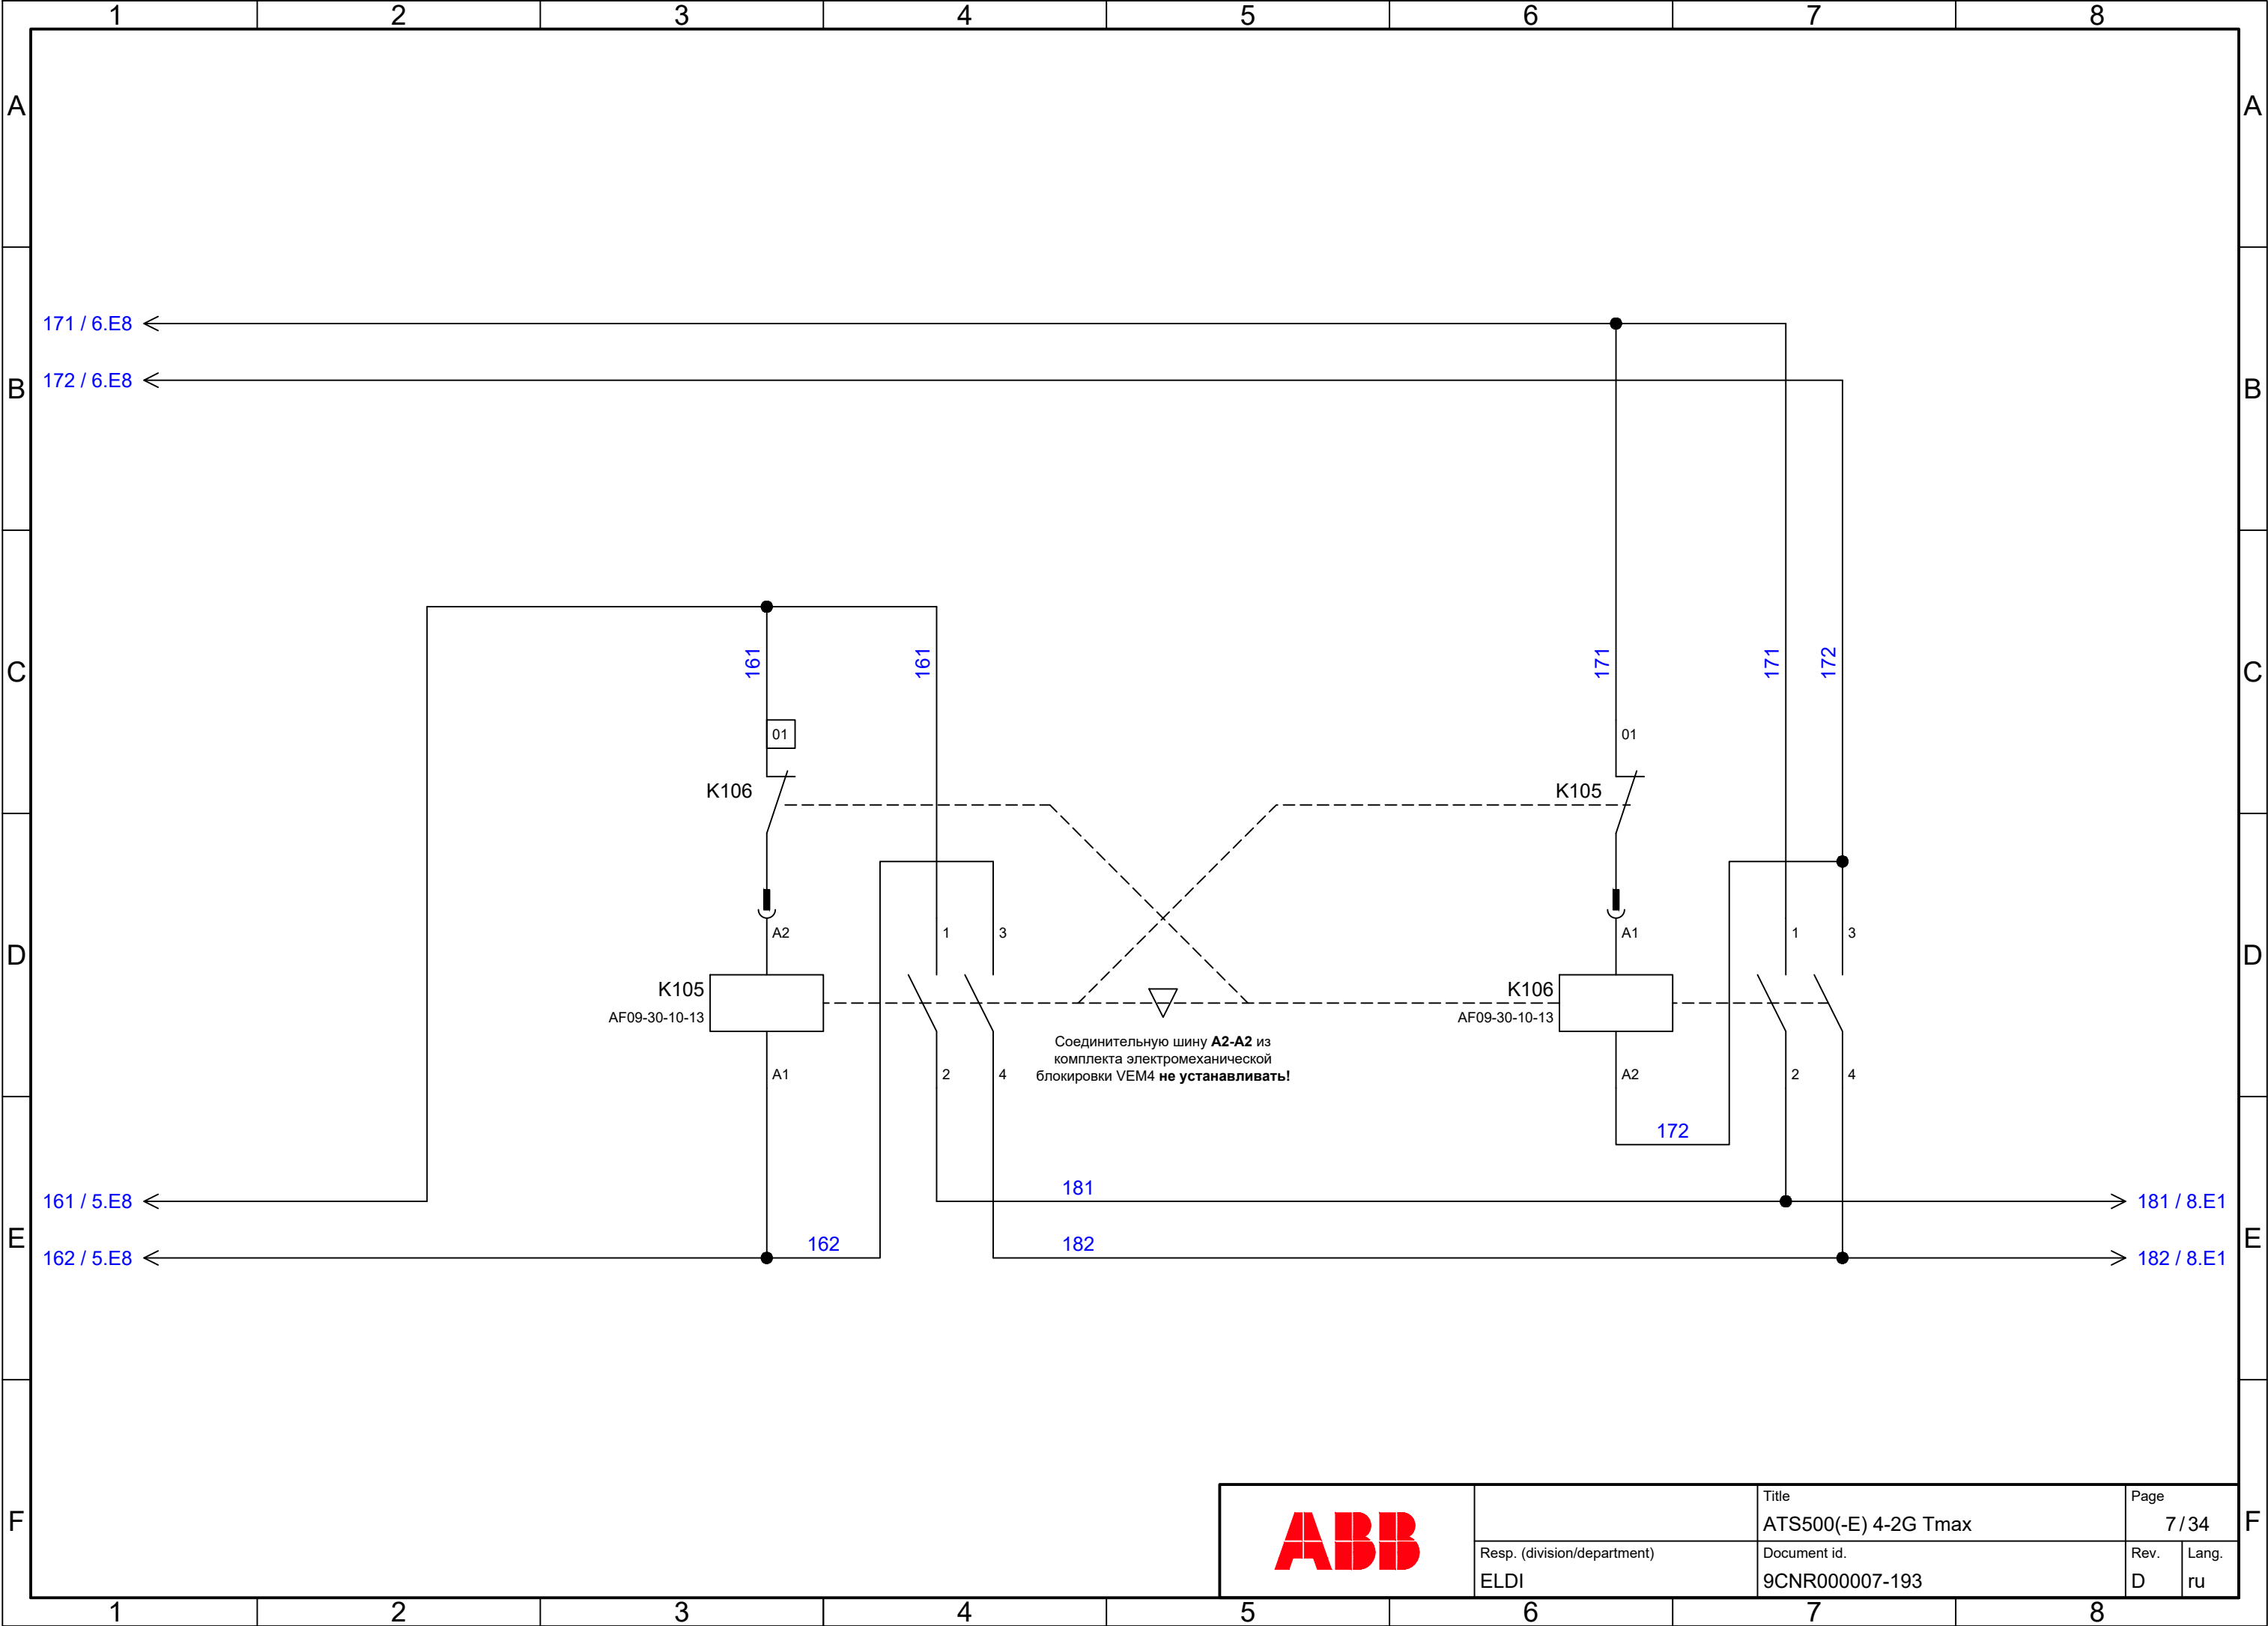 1 2 3 4 5 6 7 8
A A
171 / 6.E8
172 / 6.E8
B B
161 161 171 171 172
C C
01 01
K106 K105
A2 1 3 A1 1 3
D D
K105 K106
AF09-30-10-13 AF09-30-10-13
Соединительную шину A2-A2 из
комплекта электромеханической
блокировки VEM4 не устанавливать!
A1 2 4 A2 2 4
172
181
161 / 5.E8 181 / 8.E1
E E
162 182
162 / 5.E8 182 / 8.E1
Title Page
F F
ABB
ATS500(-E) 4-2G Tmax 7 / 34
Resp. (division/department) Document id. Rev. Lang.
ELDI 9CNR000007-193 D ru
1 2 3 4 5 6 7 8